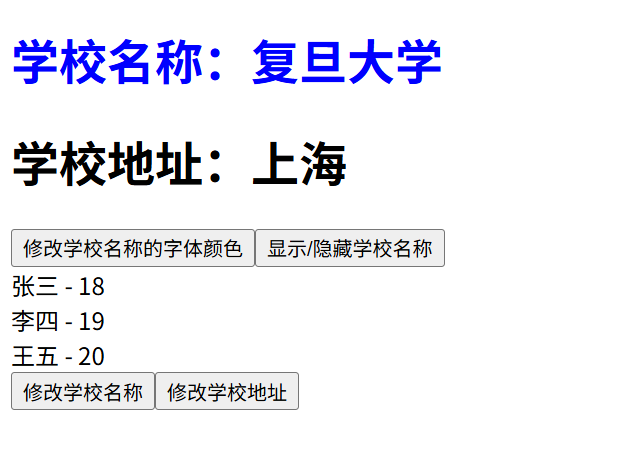 学校名称：复旦大学
学校地址：上海
修改学校名称的字体颜色 显示/隐藏学校名称
张三 - 18
李四 - 19
王五 - 20
修改学校名称 修改学校地址